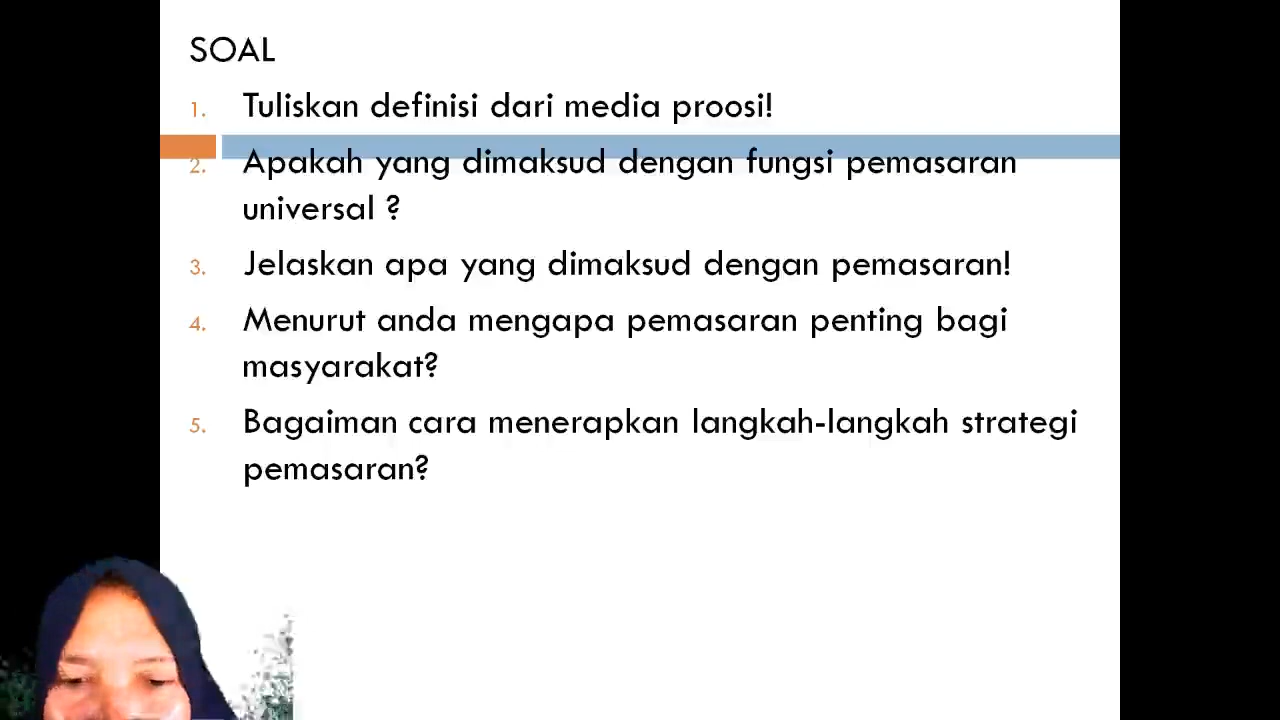 SOAL
1. Tuliskan definisi dari media proosi!
2. Apakah yang dimaksud dengan fungsi pemasaran
universal ?
3. Jelaskan apa yang dimaksud dengan pemasaran!
4. Menurut anda mengapa pemasaran penting bagi
masyarakat?
5. Bagaiman cara menerapkan langkah-langkah strategi
pemasaran?